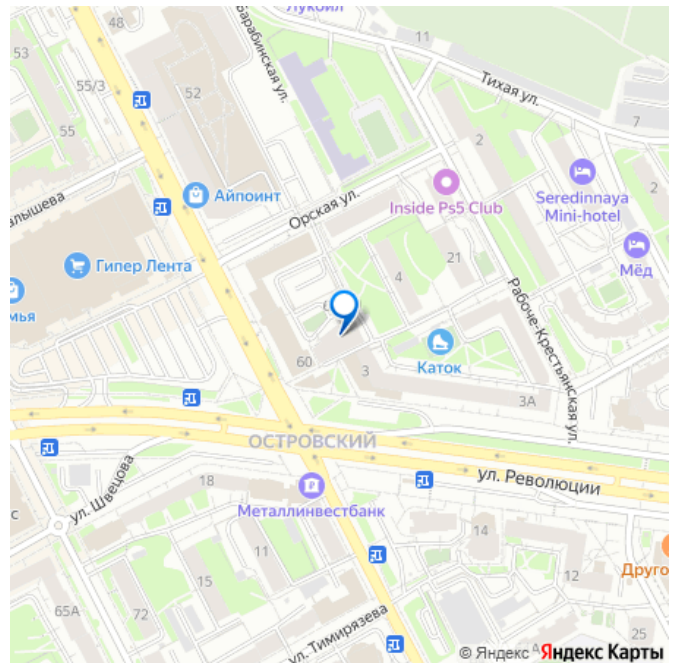 Лукойл
48
Барабинская ул.
11
53
Тихая ул.
55/3
52
7
55
2
Айпоинт
Inside Ps5 Club
Seredinnaya
Mini-hotel
2
Орская ул.
алышева
Гипер Лента
21
4
Мёд
мья
60
3
Каток
Рабоче-Крестьянская ул.
3А
ОСТРОВСКИЙ
ул. Швецова
18
ул. Революции
Металлинвестбанк
с
14
11
15
12
Друго
65А
72
ул. Тимирязева
25
© Яндекс
Яндекс Карты